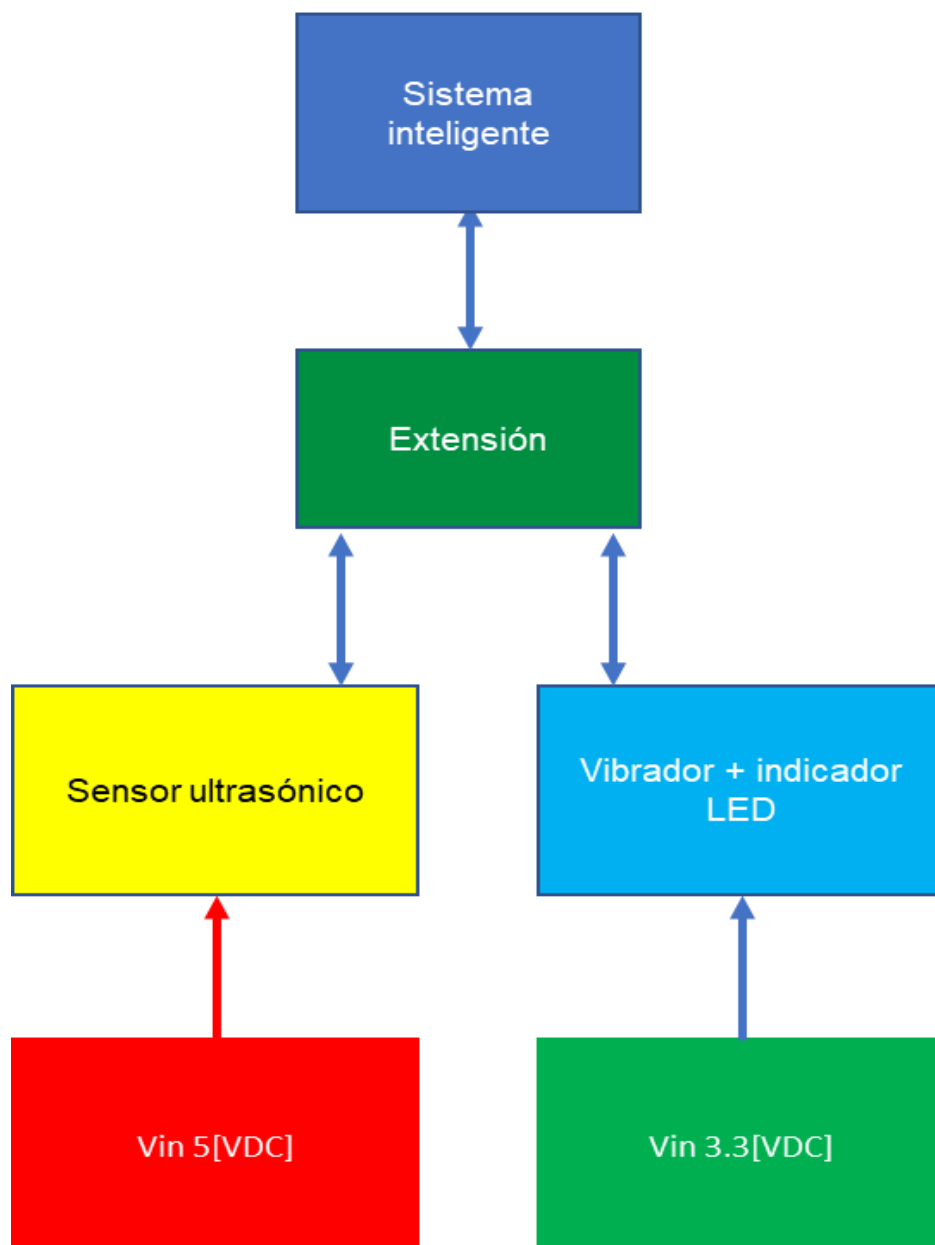 Sistema
inteligente
Extensión
Sensor ultrasónico
Vibrador + indicador
LED
Vin 5[VDC]
Vin 3.3[VDC]